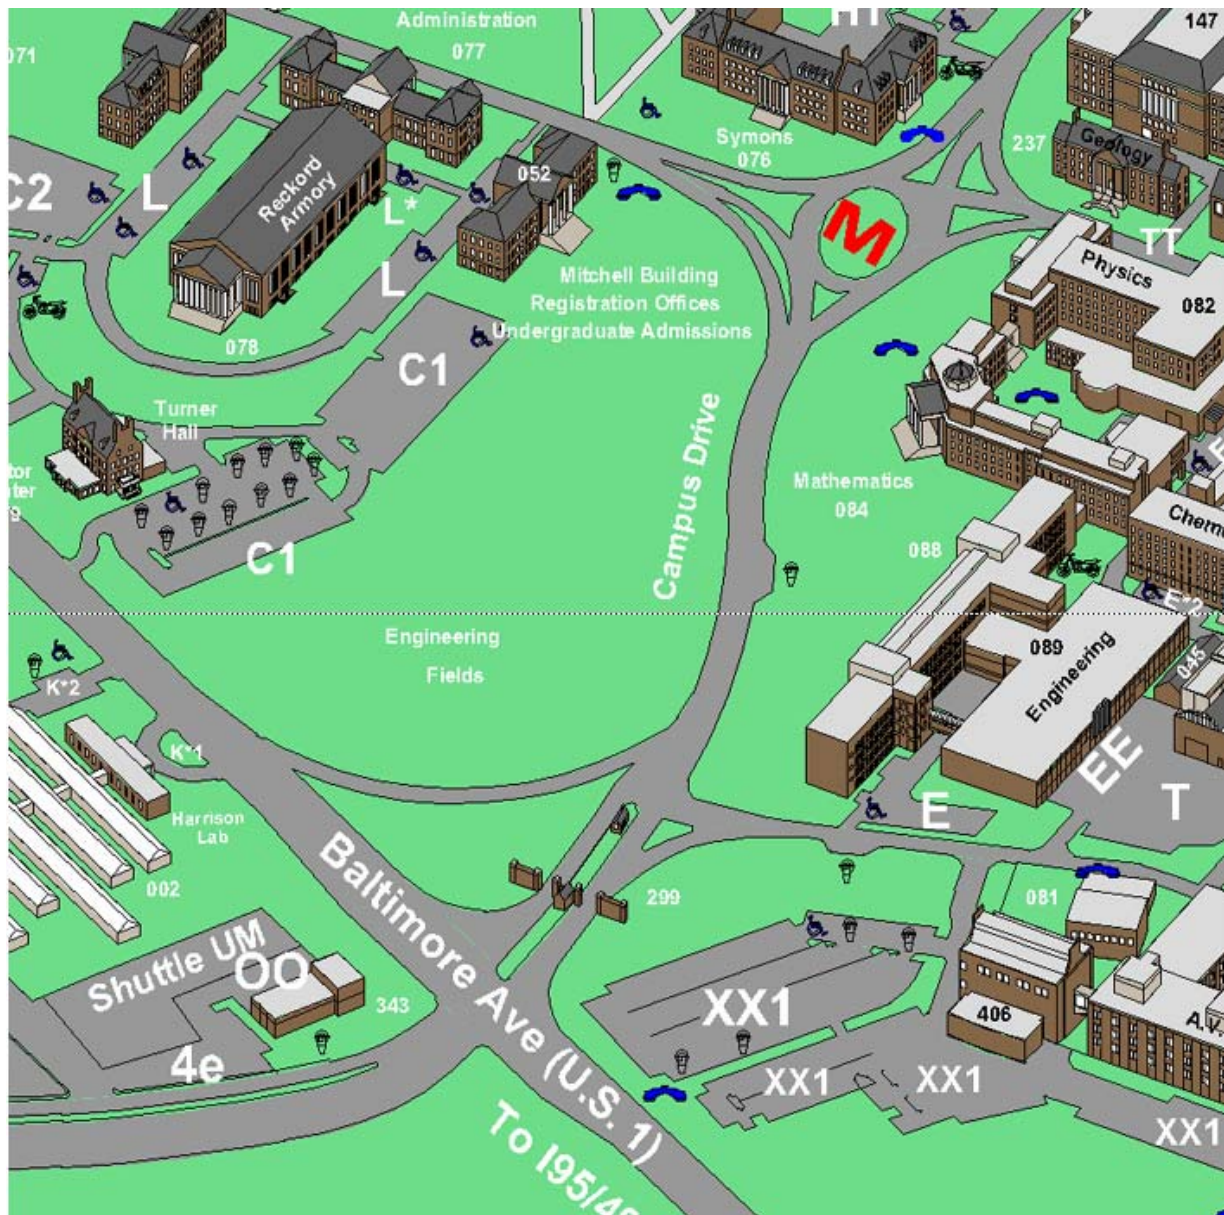 Administration
077
HT
147
071
Symons
076
237
Geology
C2
L
Reckord
Armory
L*
052
M
TT
Physics
082
Mitchell Building
Registration Offices
Undergraduate Admissions
L
078
C1
Campus Drive
Turner
Hall
Mathematics
084
088
C1
E*2
Engineering
Fields
089
Engineering
045
K*2
K*1
EE
T
E
Harrison
Lab
002
Baltimore Ave (U.S. 1)
299
081
Shuttle UM
OO
343
XX1
406
A.V.
4e
XX1
XX1
XX1
To I95/49